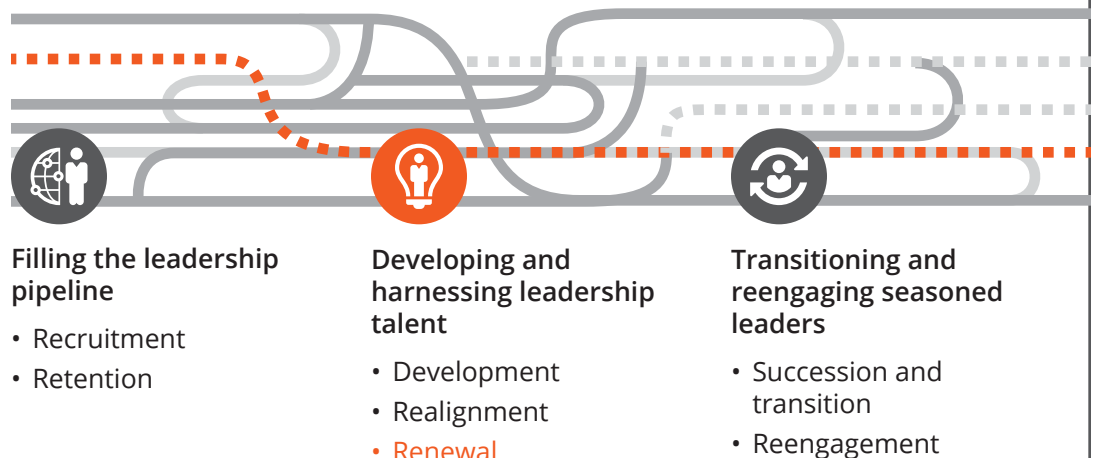 Filling the leadership
pipeline
• Recruitment
• Retention
Developing and
harnessing leadership
talent
• Development
• Realignment
• Renewal
Transitioning and
reengaging seasoned
leaders
• Succession and
transition
• Reengagement